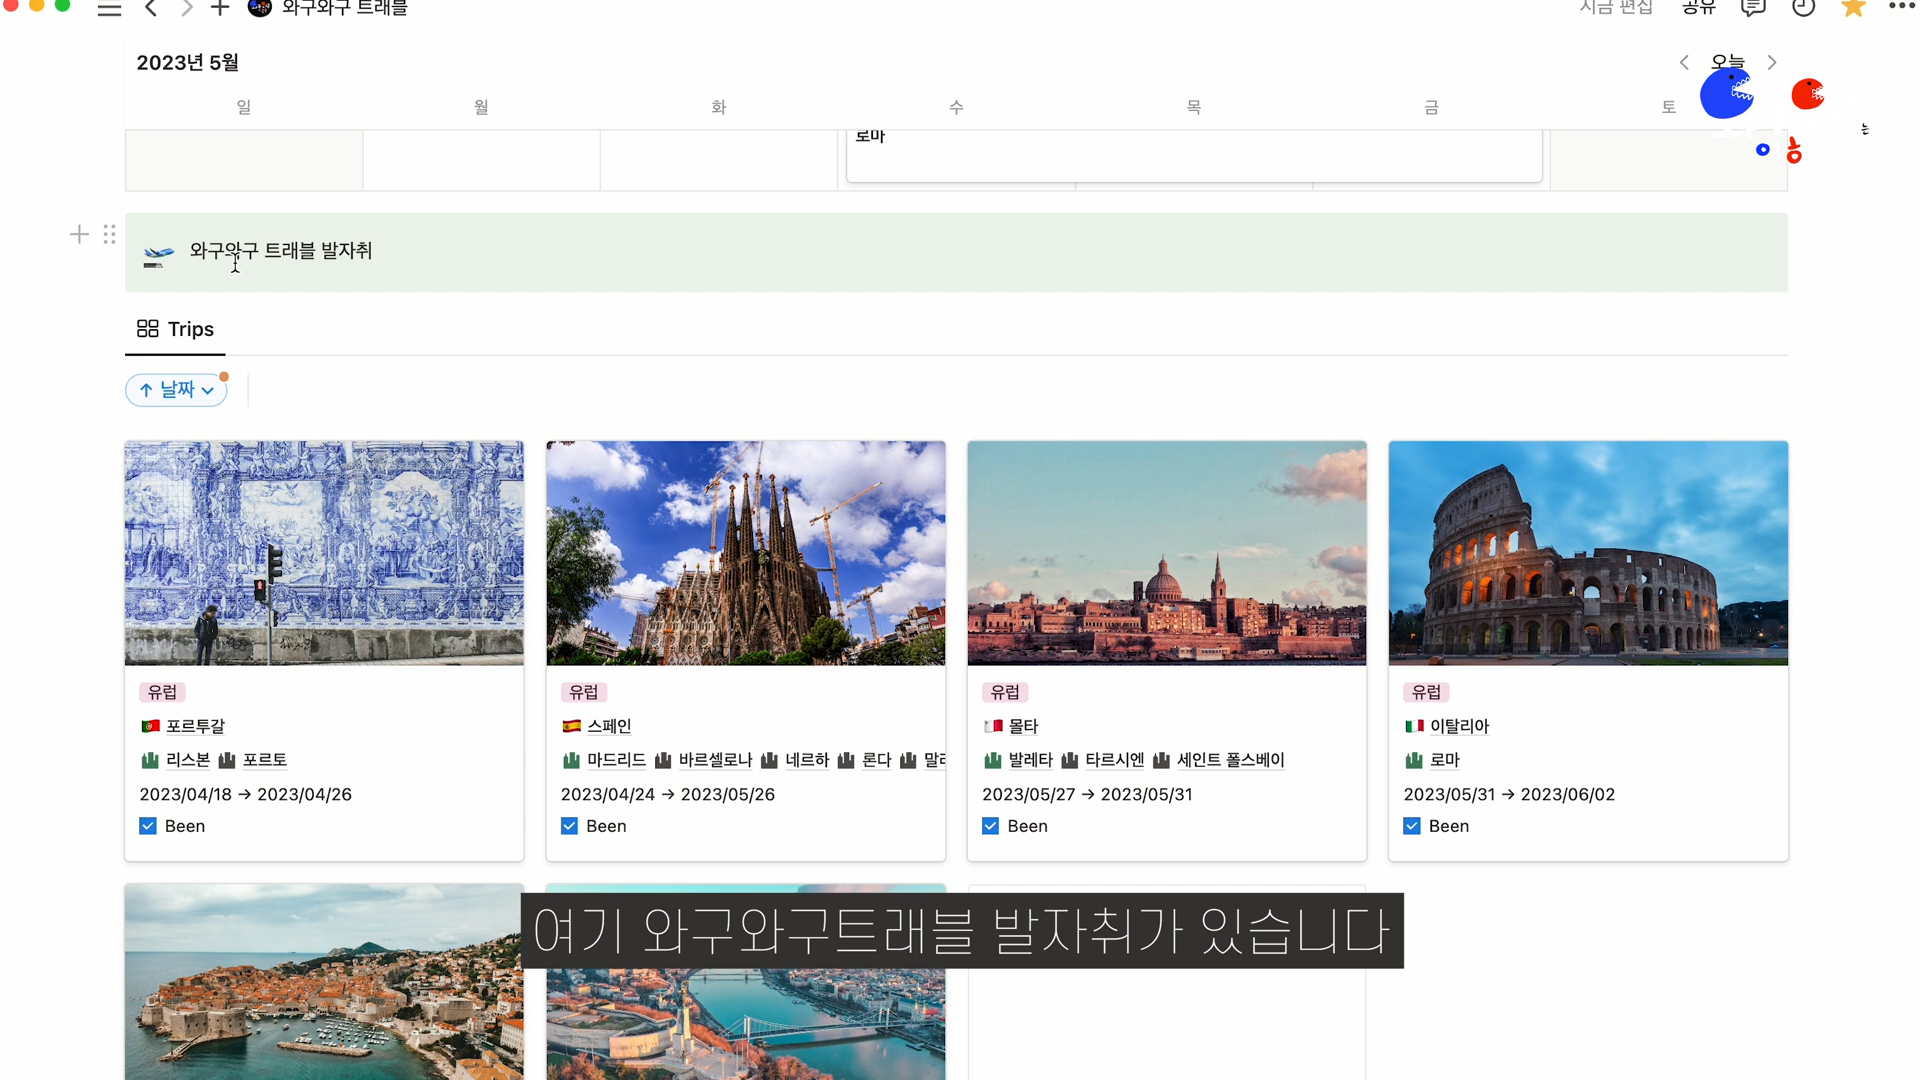 와구와구 트래블
지금 편집
공유
2023년 5월
오늘
일 월 화 수 목 금 토
로마
와구와구 트래블 발자취
Trips
날짜
유럽
포르투갈
리스본 포르토
2023/04/18 → 2023/04/26
Been
유럽
스페인
마드리드 바르셀로나 네르하 론다
2023/04/24 → 2023/05/26
Been
유럽
몰타
발레타 타르시엔 세인트 폴스베이
2023/05/27 → 2023/05/31
Been
유럽
이탈리아
로마
2023/05/31 → 2023/06/02
Been
여기 와구와구트래블 발자취가 있습니다